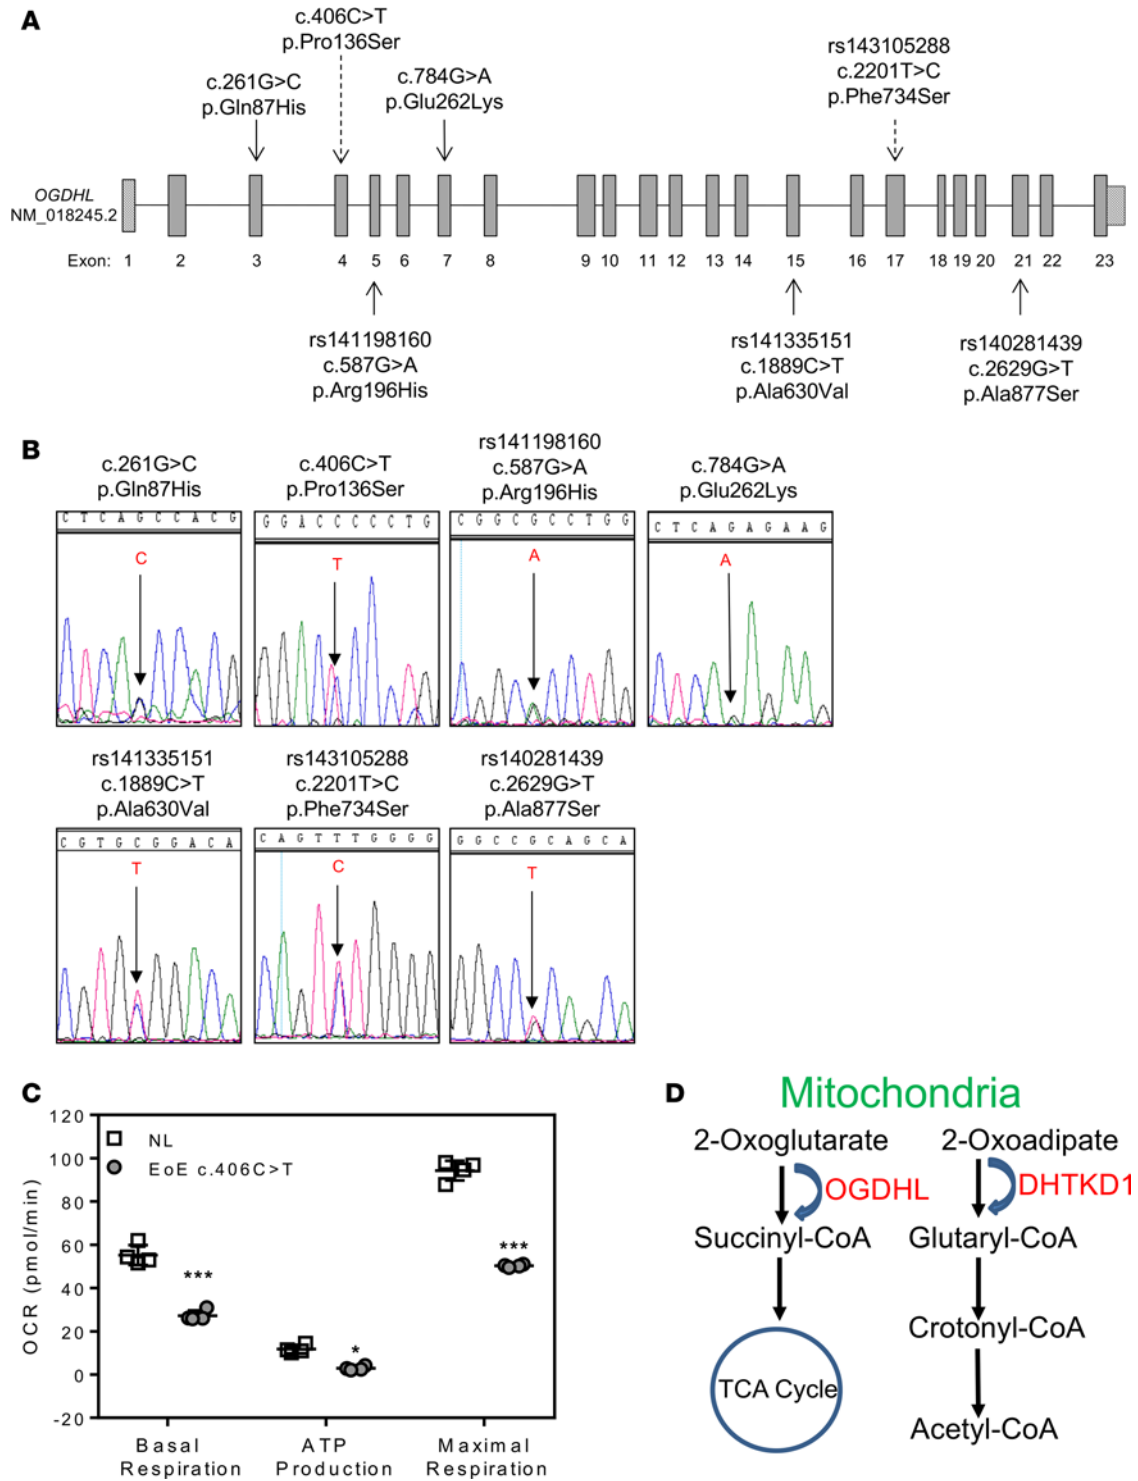 A
c.406C>T
p.Pro136Ser
c.261G>C
p.Gln87His
c.784G>A
p.Glu262Lys
rs143105288
c.2201T>C
p.Phe734Ser
OGDHL
NM_018245.2
Exon: 1 2 3 4 5 6 7 8 9 10 11 12 13 14 15 16 17 18 19 20 21 22 23
rs141198160
c.587G>A
p.Arg196His
rs141335151
c.1889C>T
p.Ala630Val
rs140281439
c.2629G>T
p.Ala877Ser
B
c.261G>C
p.Gln87His
c.406C>T
p.Pro136Ser
rs141198160
c.587G>A
p.Arg196His
c.784G>A
p.Glu262Lys
C T C A G C C A C G
C
G G A C C C C C T G
T
C G G C G C C T G G
A
C T C A G A G A A G
A
rs141335151
c.1889C>T
p.Ala630Val
rs143105288
c.2201T>C
p.Phe734Ser
rs140281439
c.2629G>T
p.Ala877Ser
C G T G C G G A C A
T
C A G T T T G G G G
C
G G C C G C A G C A
T
C
OCR (pmol/min)
120
100
80
60
40
20
0
-20
NL
EoE c.406C>T
***
*
***
Basal
Respiration
ATP
Production
Maximal
Respiration
D
Mitochondria
2-Oxoglutarate
OGDHL
Succinyl-CoA
TCA Cycle
2-Oxoadipate
DHTKD1
Glutaryl-CoA
Crotonyl-CoA
Acetyl-CoA